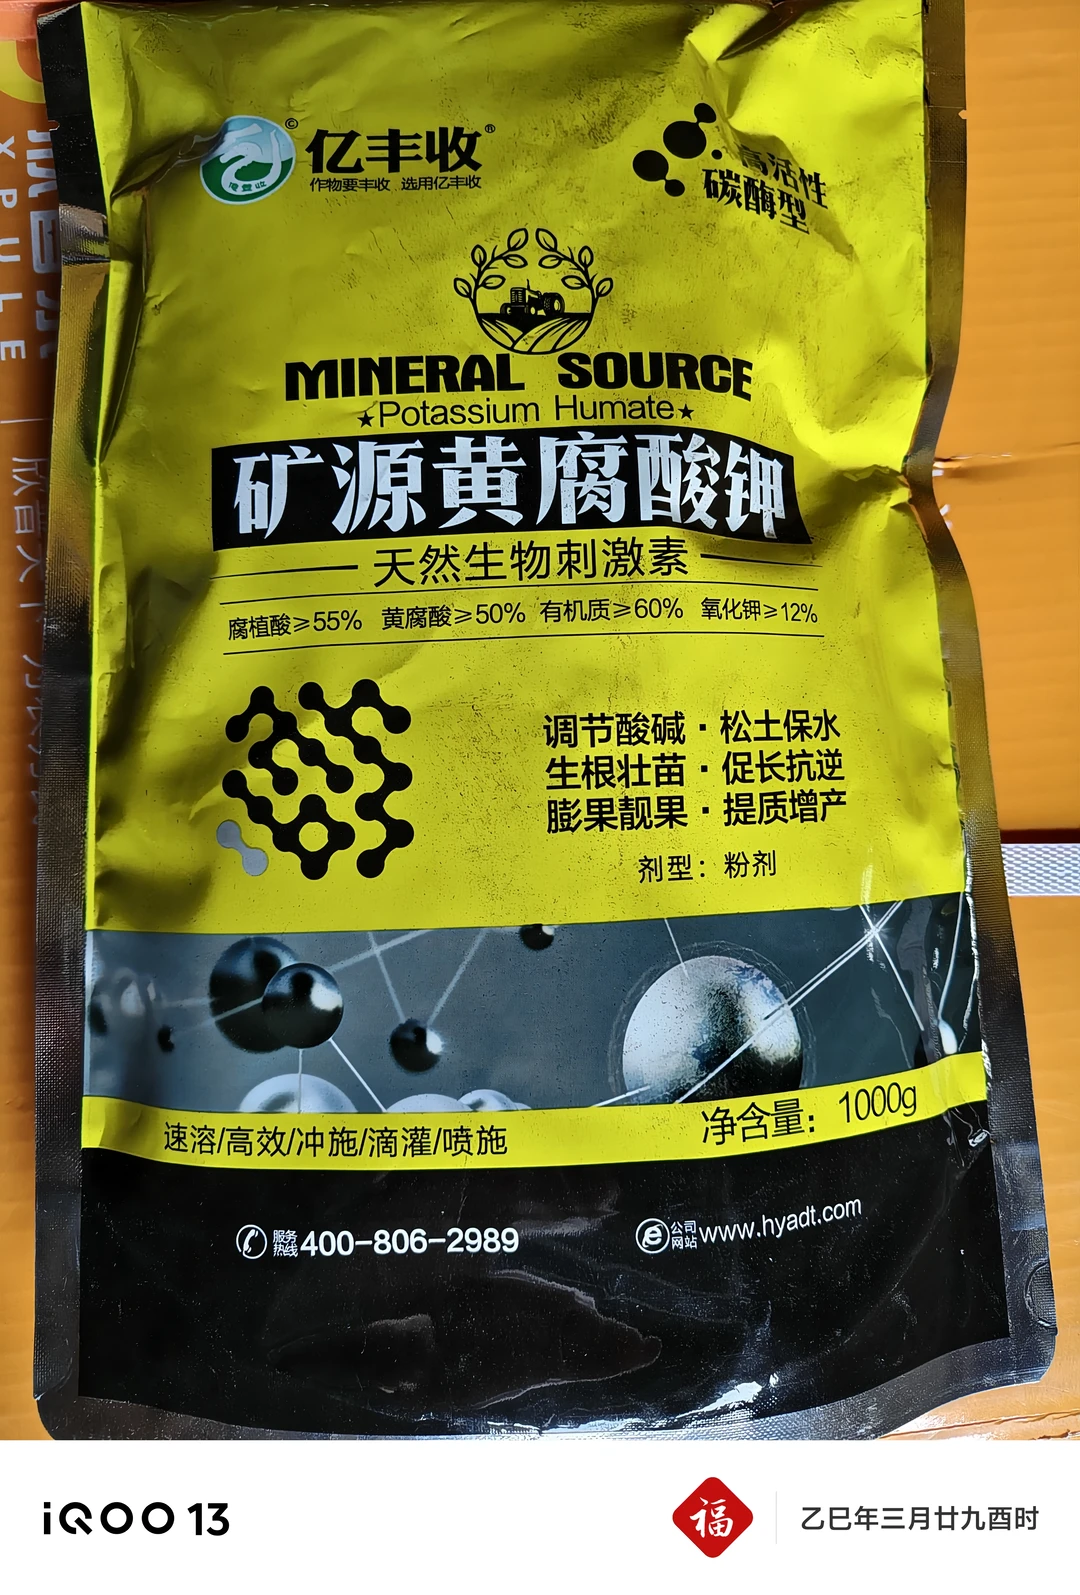 亿丰收®
©
作物要丰收 选用亿丰收
高活性
碳酶型
MINERAL SOURCE
★Potassium Humate★
矿源黄腐酸钾
天然生物刺激素
腐植酸≥55% 黄腐酸≥50% 有机质≥60% 氧化钾≥12%
调节酸碱·松土保水
生根壮苗·促长抗逆
膨果靓果·提质增产
剂型：粉剂
速溶/高效/冲施/滴灌/喷施
净含量：1000g
服务热线 400-806-2989
公司网站 www.hyadt.com
XPULE
iQOO 13
福
乙巳年三月廿九酉时